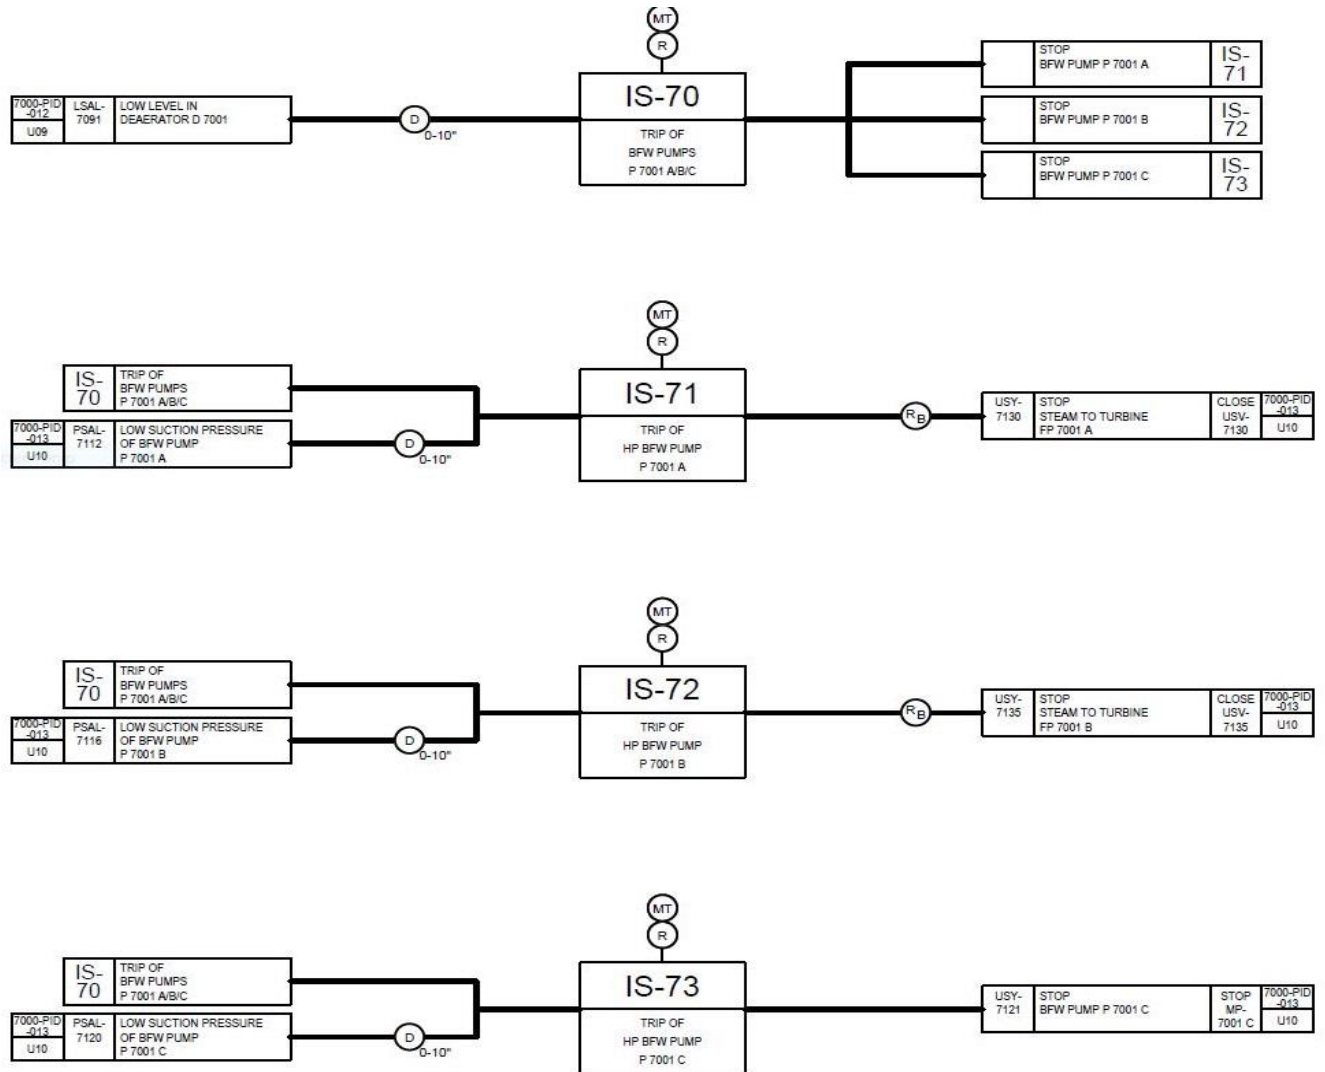 MT
R
IS-70
TRIP OF
BFW PUMPS
P 7001 A/B/C
7000-PID
-012
U09
LSAL-
7091
LOW LEVEL IN
DEAERATOR D 7001
D
0-10"
STOP
BFW PUMP P 7001 A
IS-
71
STOP
BFW PUMP P 7001 B
IS-
72
STOP
BFW PUMP P 7001 C
IS-
73
MT
R
IS-71
TRIP OF
HP BFW PUMP
P 7001 A
IS-
70
TRIP OF
BFW PUMPS
P 7001 A/B/C
7000-PID
-013
U10
PSAL-
7112
LOW SUCTION PRESSURE
OF BFW PUMP
P 7001 A
D
0-10"
RB
USY-
7130
STOP
STEAM TO TURBINE
FP 7001 A
CLOSE
USV-
7130
7000-PID
-013
U10
MT
R
IS-72
TRIP OF
HP BFW PUMP
P 7001 B
IS-
70
TRIP OF
BFW PUMPS
P 7001 A/B/C
7000-PID
-013
U10
PSAL-
7116
LOW SUCTION PRESSURE
OF BFW PUMP
P 7001 B
D
0-10"
RB
USY-
7135
STOP
STEAM TO TURBINE
FP 7001 B
CLOSE
USV-
7135
7000-PID
-013
U10
MT
R
IS-73
TRIP OF
HP BFW PUMP
P 7001 C
IS-
70
TRIP OF
BFW PUMPS
P 7001 A/B/C
7000-PID
-013
U10
PSAL-
7120
LOW SUCTION PRESSURE
OF BFW PUMP
P 7001 C
D
0-10"
USY-
7121
STOP
BFW PUMP P 7001 C
STOP
MP-
7001 C
7000-PID
-013
U10